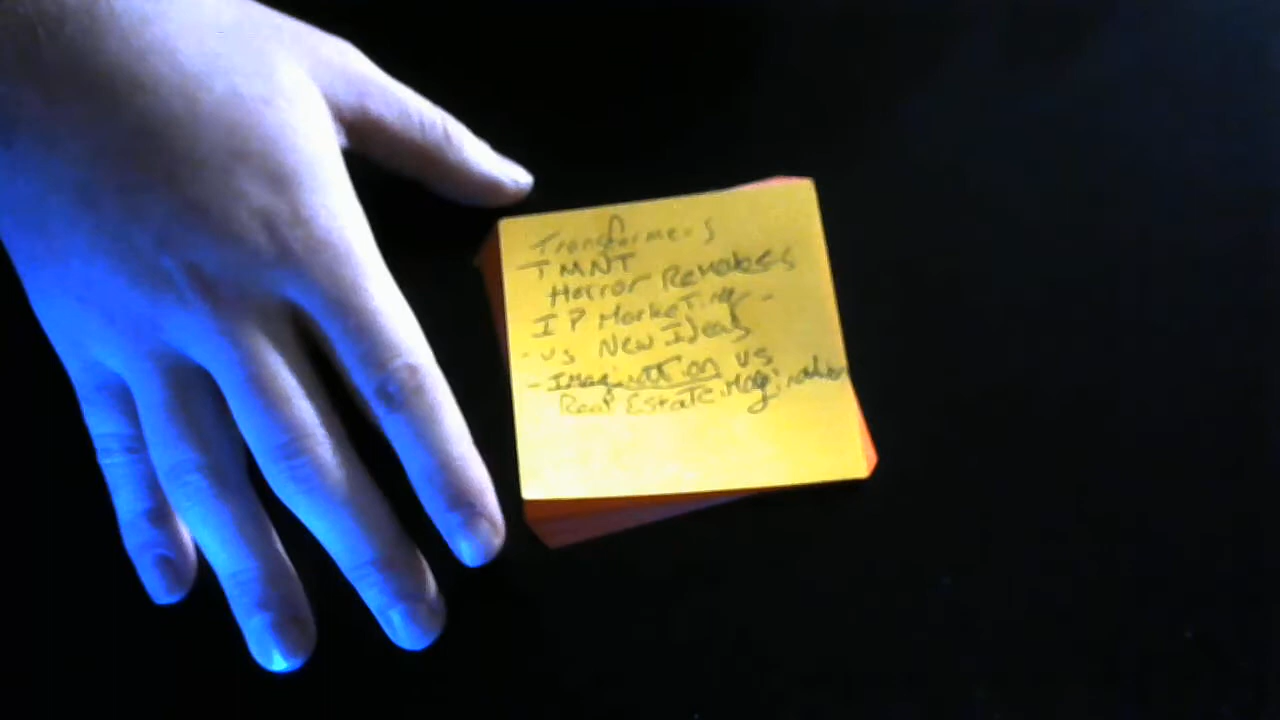 Transformers
TMNT
Horror Remakes
IP Marketing -
- vs New Ideas
- Imagination vs
Real Estate Imagination